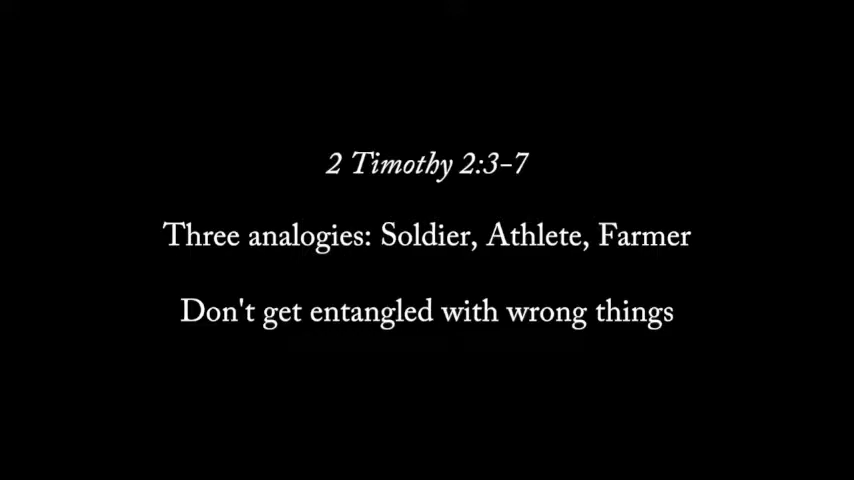 2 Timothy 2:3-7
Three analogies: Soldier, Athlete, Farmer
Don't get entangled with wrong things